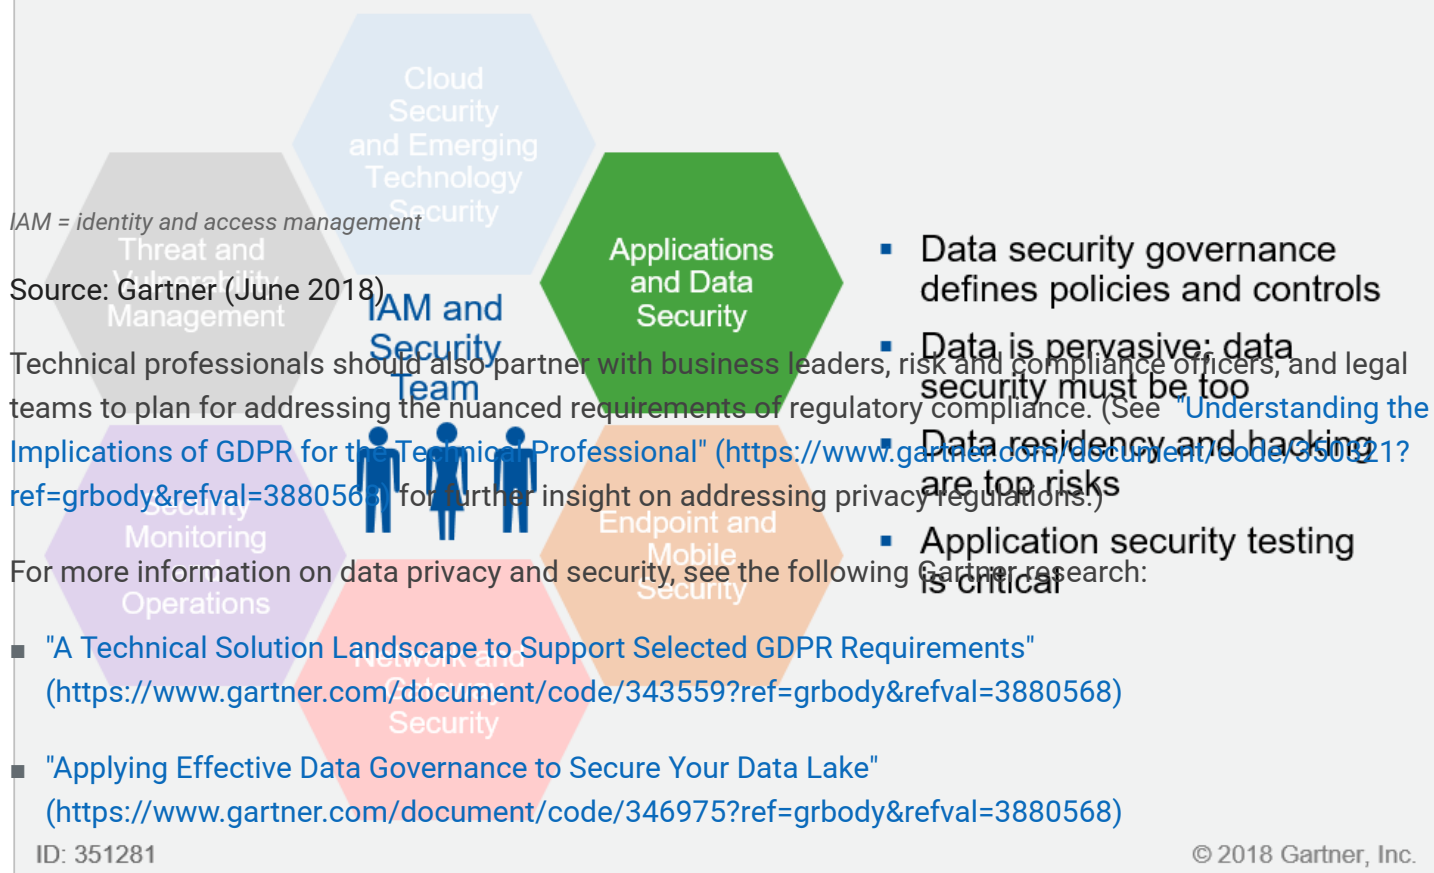 Cloud
Security
and Emerging
Technology
Security
IAM = identity and access management
Threat and
Vulnerability
Management
Source: Gartner (June 2018)
IAM and
Security
Team
Applications
and Data
Security
▪ Data security governance
defines policies and controls
▪ Data is pervasive; data
security must be too
▪ Data residency and hacking
are top risks
▪ Application security testing
is critical
Technical professionals should also partner with business leaders, risk and compliance officers, and legal
teams to plan for addressing the nuanced requirements of regulatory compliance. (See "Understanding the
Implications of GDPR for the Technical Professional" (https://www.gartner.com/document/code/350321?
ref=grbody&refval=3880568) for further insight on addressing privacy regulations.)
Security
Monitoring
and
Operations
Endpoint and
Mobile
Security
For more information on data privacy and security, see the following Gartner research:
Network and
Gateway
Security
■ "A Technical Solution Landscape to Support Selected GDPR Requirements"
(https://www.gartner.com/document/code/343559?ref=grbody&refval=3880568)
■ "Applying Effective Data Governance to Secure Your Data Lake"
(https://www.gartner.com/document/code/346975?ref=grbody&refval=3880568)
ID: 351281
© 2018 Gartner, Inc.